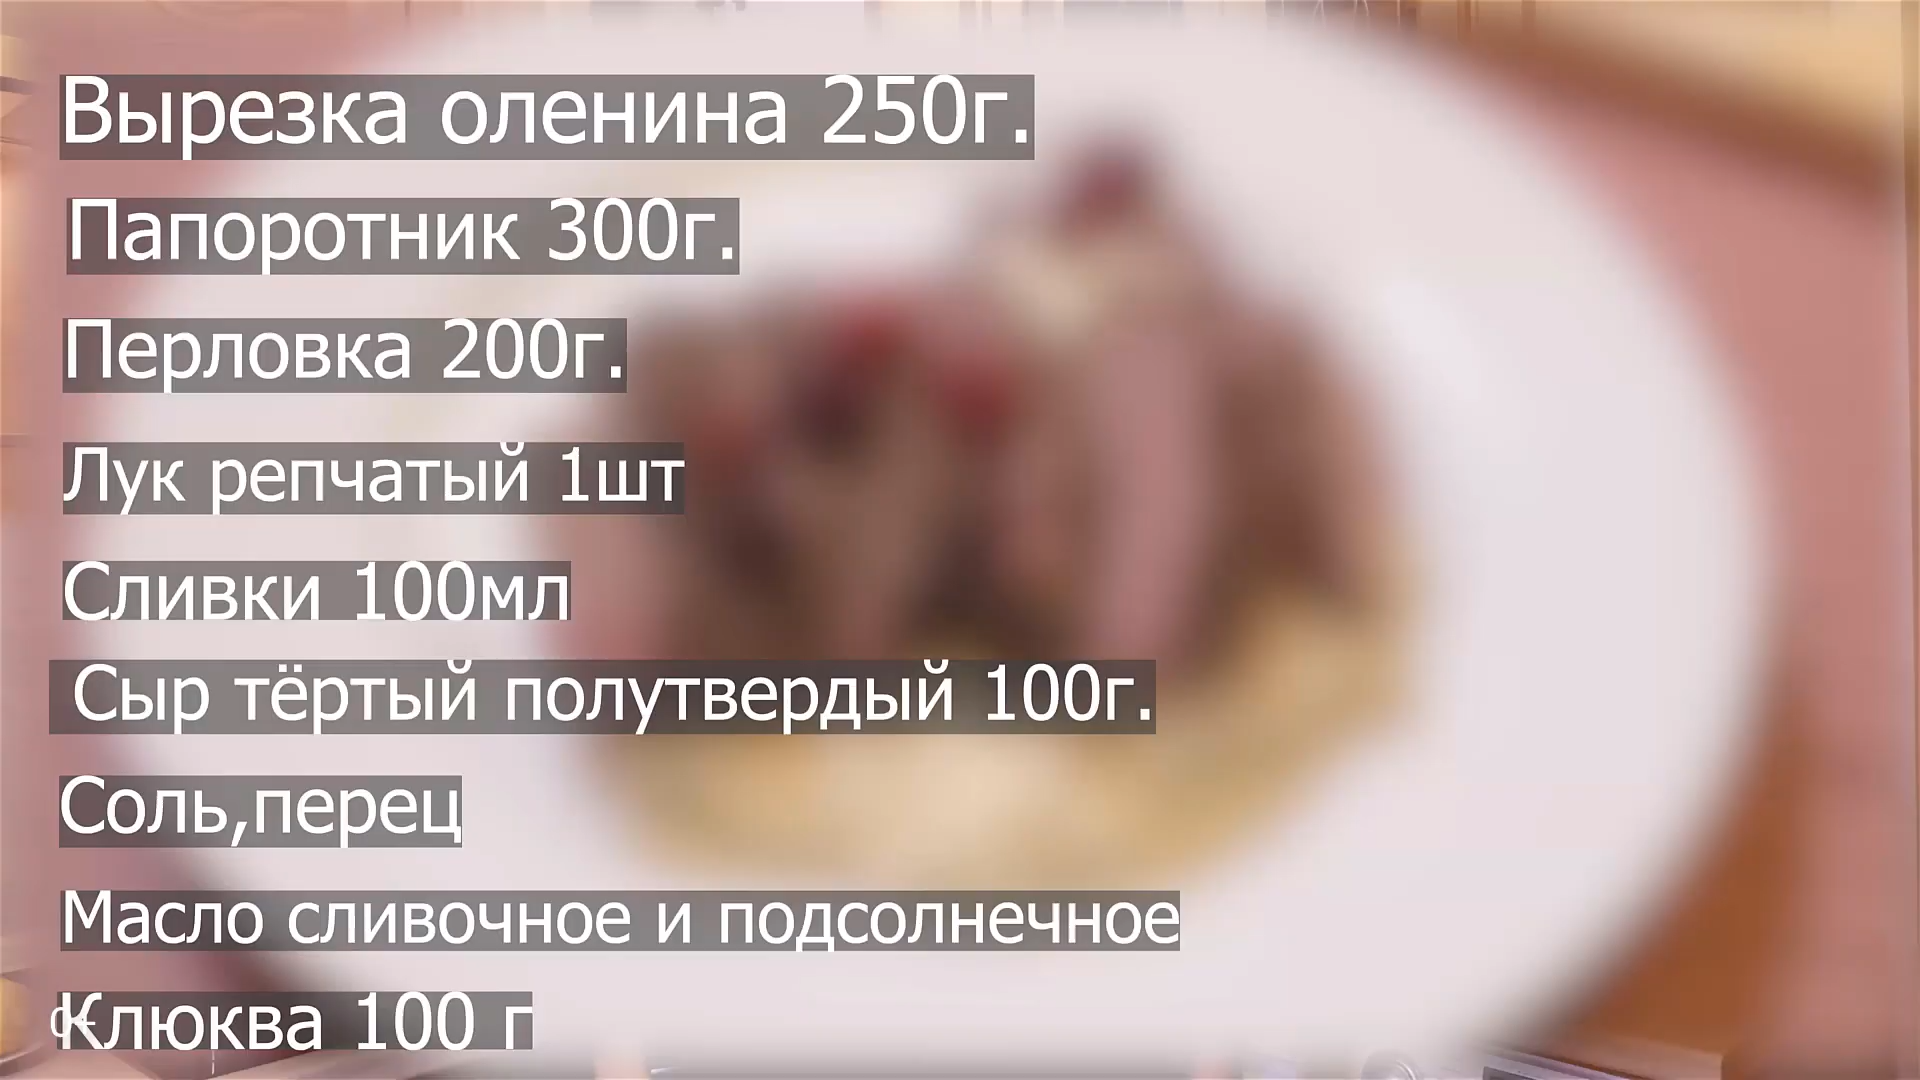 Вырезка оленина 250г.
Папоротник 300г.
Перловка 200г.
Лук репчатый 1шт
Сливки 100мл
Сыр тёртый полутвердый 100г.
Соль,перец
Масло сливочное и подсолнечное
Клюква 100 г